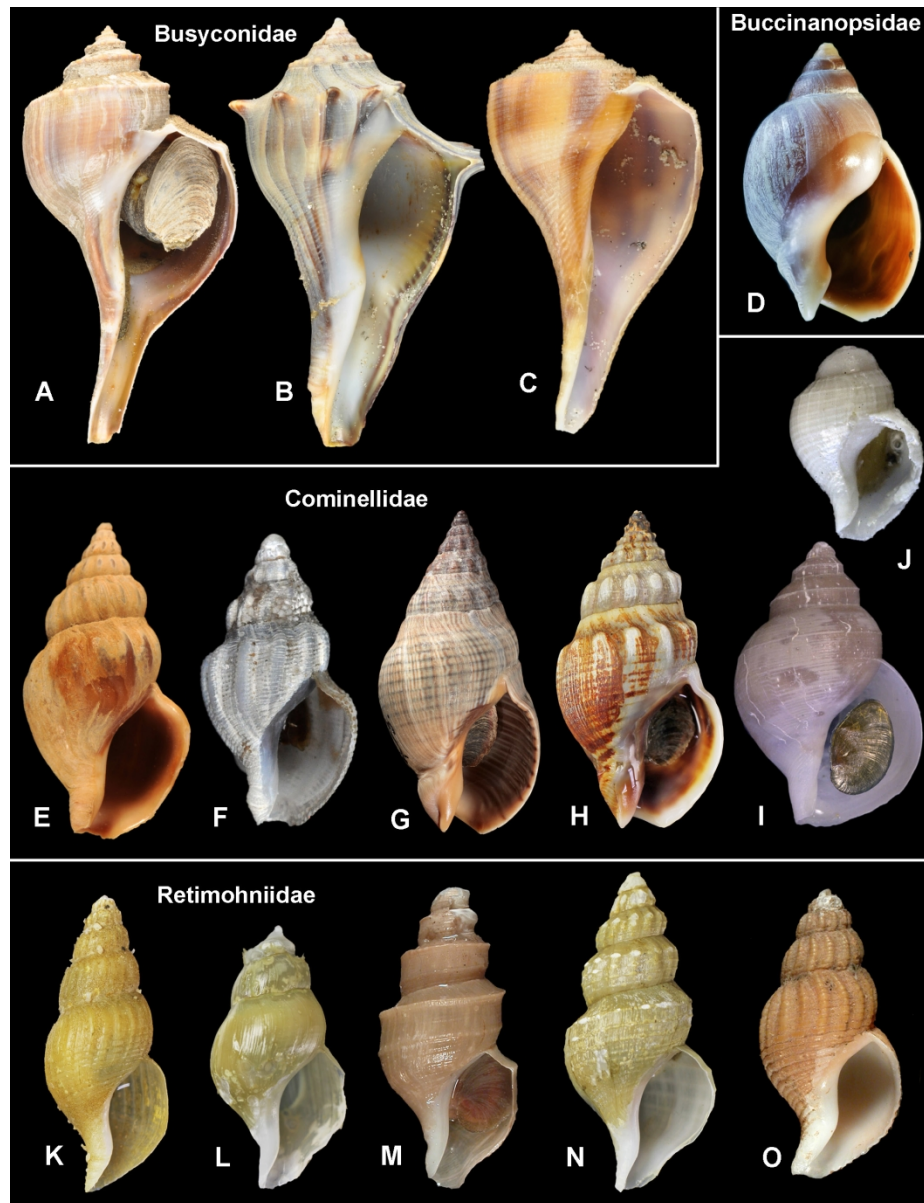 Busyconidae
Buccinanopsidae
A
B
C
D
Cominellidae
J
E
F
G
H
I
Retimohniidae
K
L
M
N
O